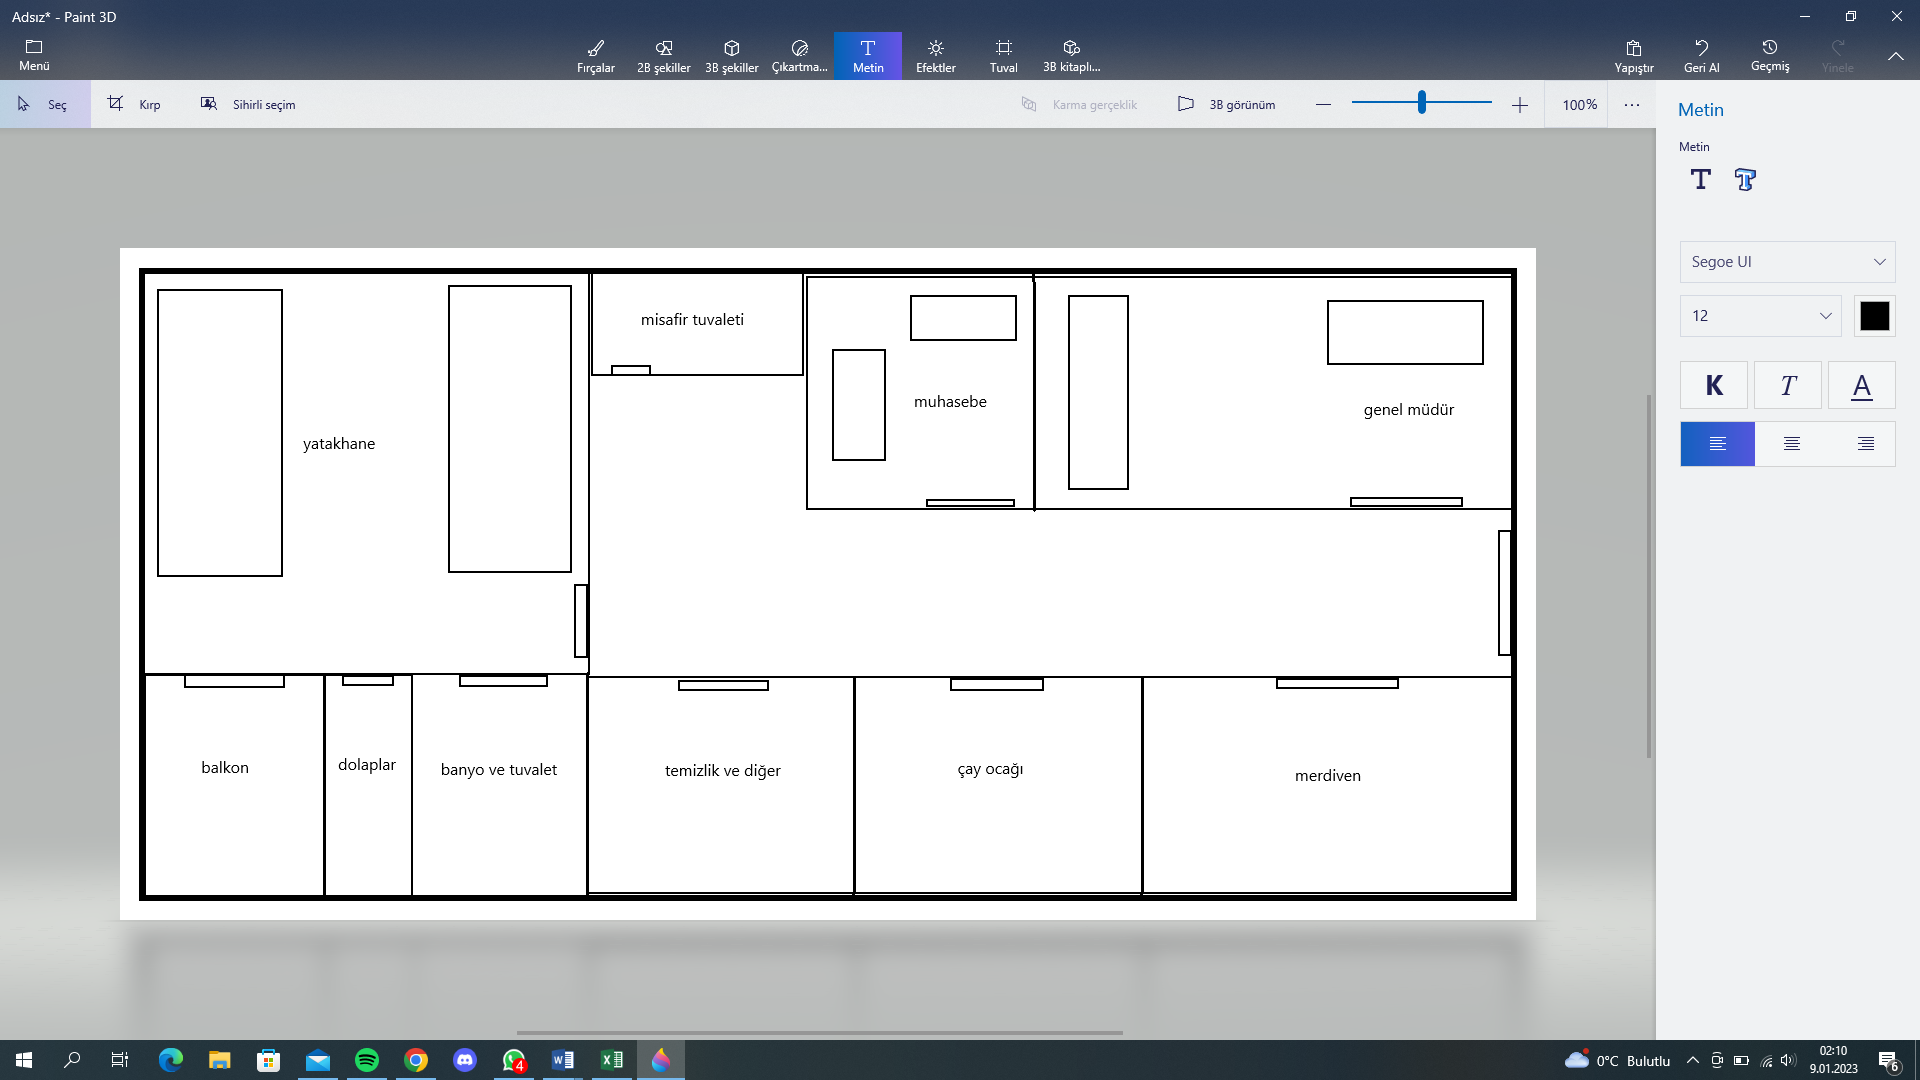 Adsız* - Paint 3D
Menü
Fırçalar
2B şekiller
3B şekiller
Çıkartma...
Metin
Efektler
Tuval
3B kitaplı...
Yapıştır
Geri Al
Geçmiş
Yinele
Seç
Kırp
Sihirli seçim
Karma gerçeklik
3B görünüm
100%
Metin
Metin
Segoe UI
12
K
T
A
misafir tuvaleti
muhasebe
genel müdür
yatakhane
balkon
dolaplar
banyo ve tuvalet
temizlik ve diğer
çay ocağı
merdiven
4
0°C Bulutlu
02:10
9.01.2023
6